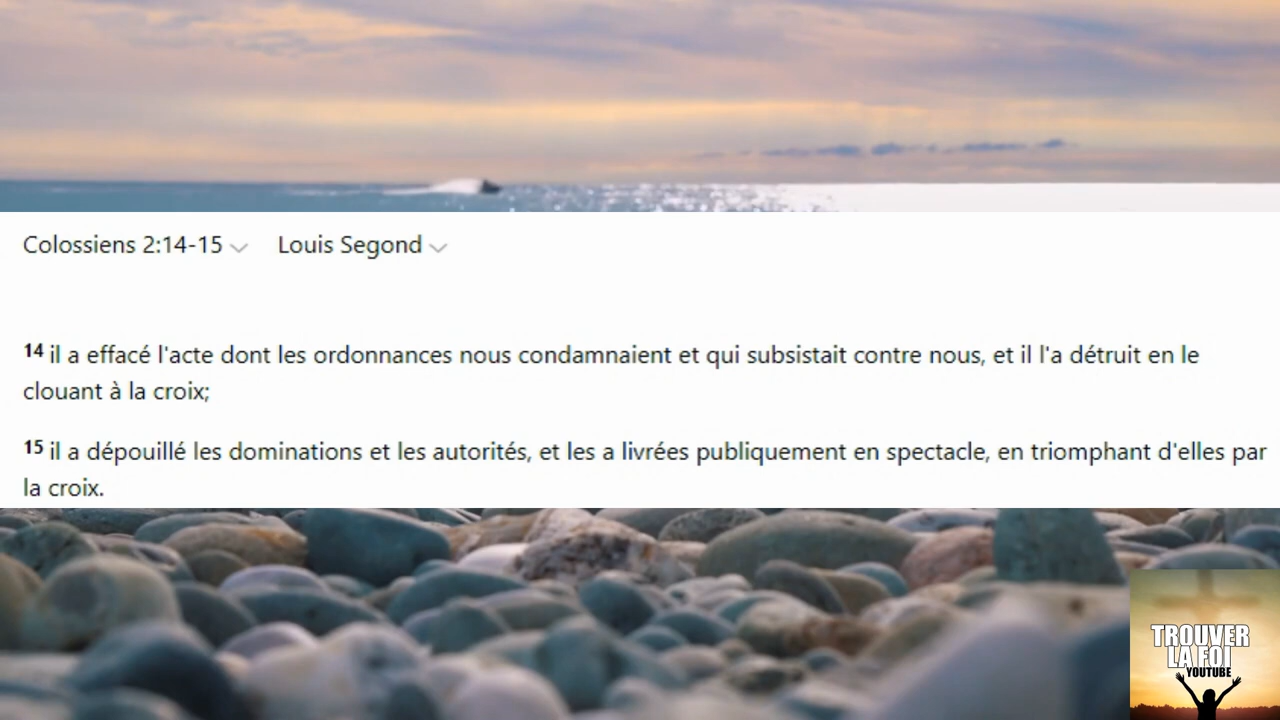 Colossiens 2:14-15 Louis Segond
14 il a effacé l'acte dont les ordonnances nous condamnaient et qui subsistait contre nous, et il l'a détruit en le
clouant à la croix;
15 il a dépouillé les dominations et les autorités, et les a livrées publiquement en spectacle, en triomphant d'elles par
la croix.
TROUVER
LA FOI
YOUTUBE